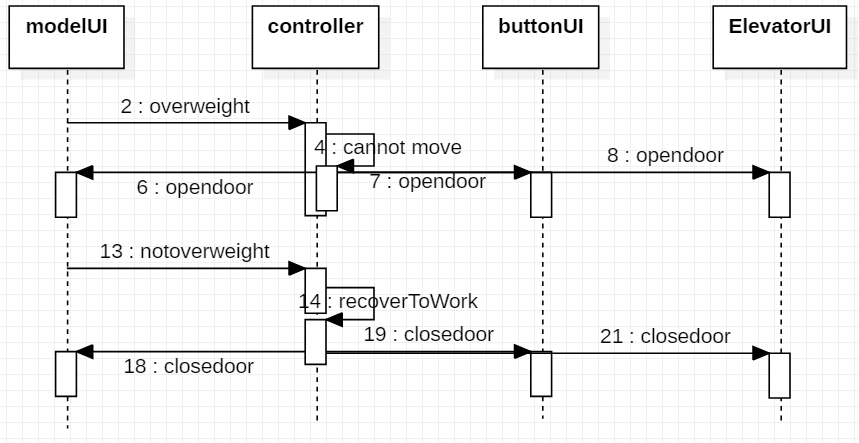 modelUI
controller
buttonUI
ElevatorUI
2 : overweight
4 : cannot move
8 : opendoor
6 : opendoor
7 : opendoor
13 : notoverweight
14 : recoverToWork
19 : closedoor
21 : closedoor
18 : closedoor